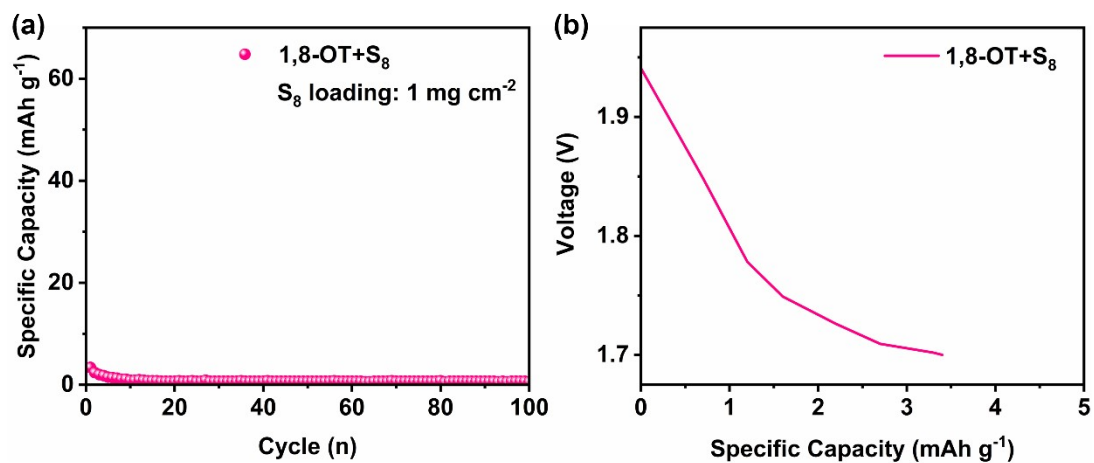 (a)
1,8-OT+S₈
S₈ loading: 1 mg cm⁻²
Specific Capacity (mAh g⁻¹)
60
40
20
0
0 20 40 60 80 100
Cycle (n)
(b)
1,8-OT+S₈
Voltage (V)
1.9
1.8
1.7
0 1 2 3 4 5
Specific Capacity (mAh g⁻¹)